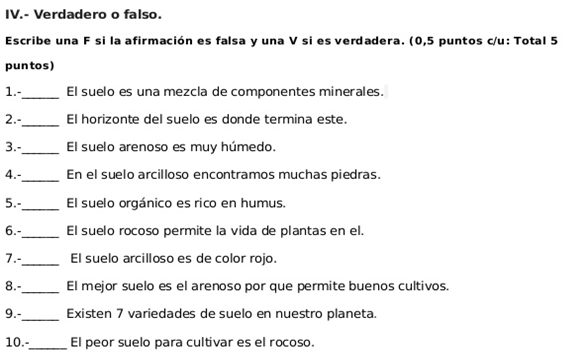 IV.- Verdadero o falso.
Escribe una F si la afirmación es falsa y una V si es verdadera. (0,5 puntos c/u: Total 5
puntos)
1.-______ El suelo es una mezcla de componentes minerales.
2.-______ El horizonte del suelo es donde termina este.
3.-______ El suelo arenoso es muy húmedo.
4.-______ En el suelo arcilloso encontramos muchas piedras.
5.-______ El suelo orgánico es rico en humus.
6.-______ El suelo rocoso permite la vida de plantas en el.
7.-______ El suelo arcilloso es de color rojo.
8.-______ El mejor suelo es el arenoso por que permite buenos cultivos.
9.-______ Existen 7 variedades de suelo en nuestro planeta.
10.-______ El peor suelo para cultivar es el rocoso.